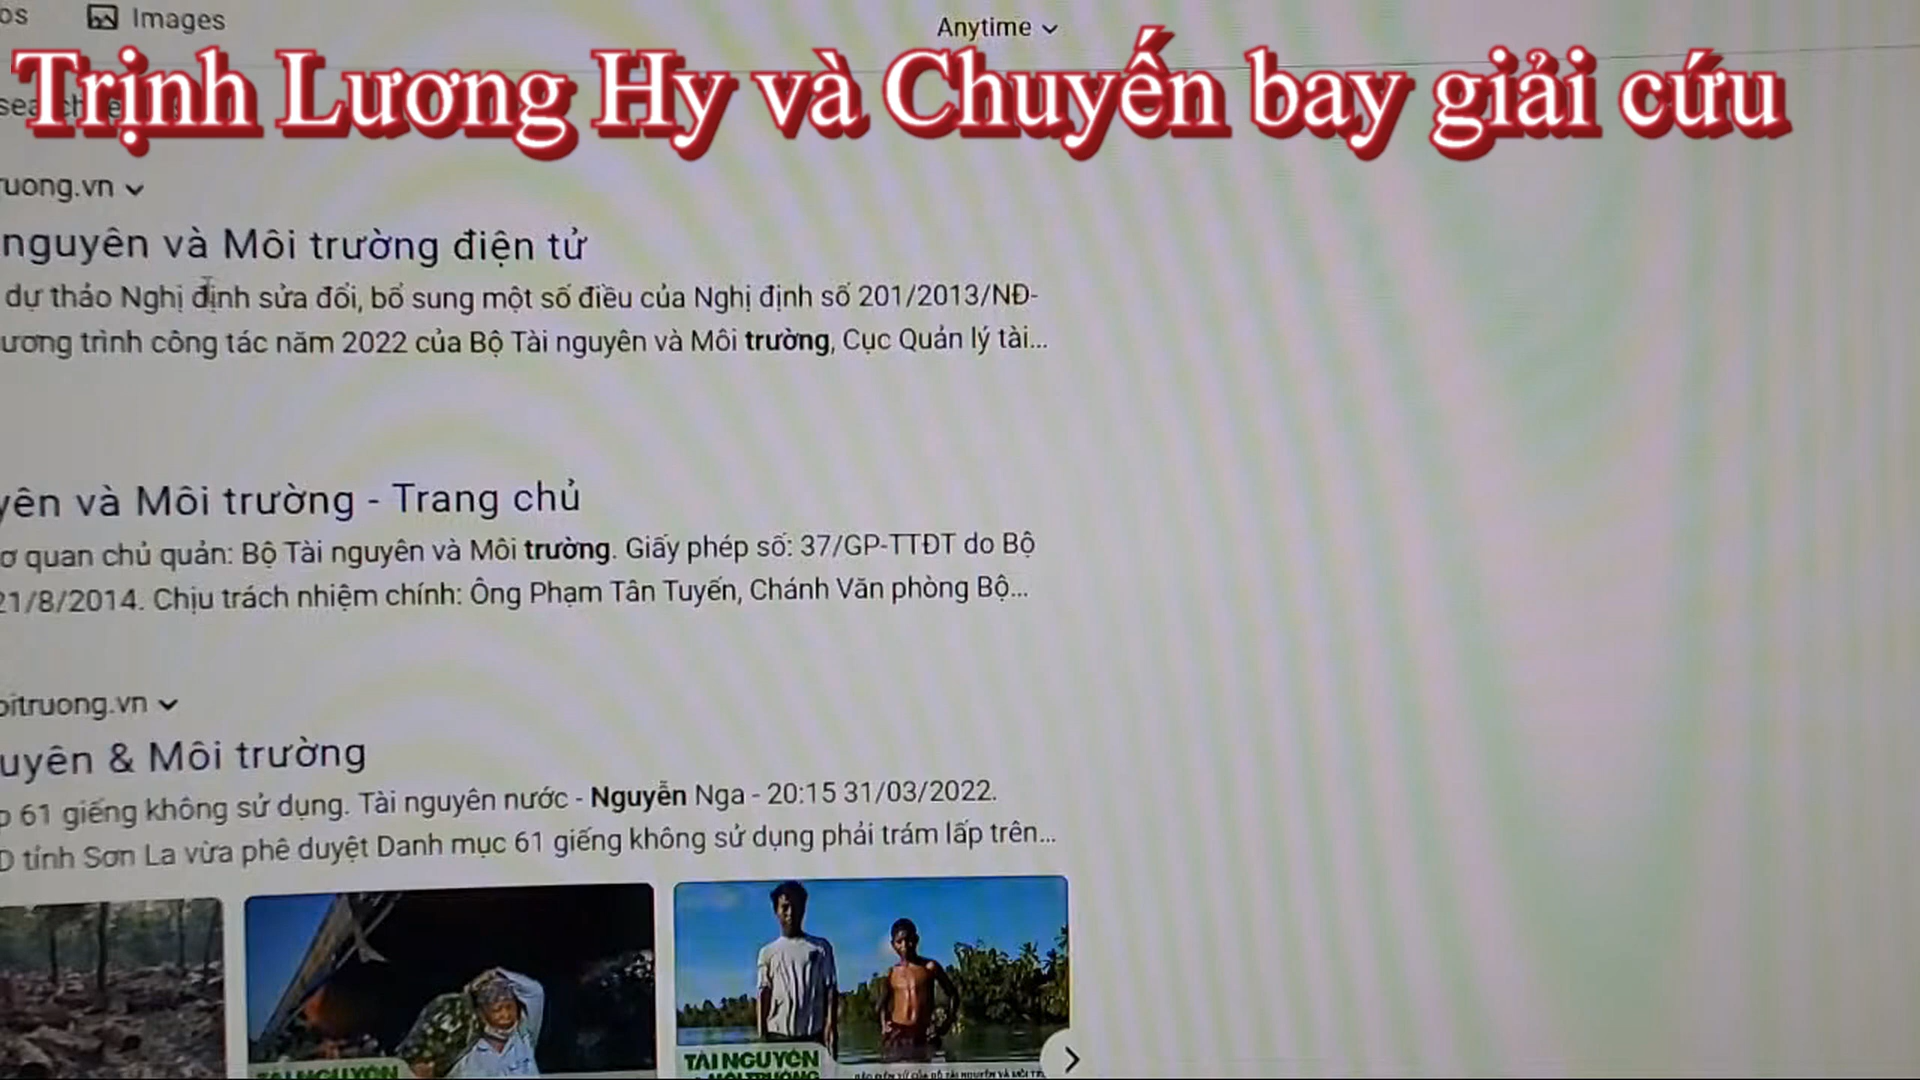 Images
Anytime
Trịnh Lương Hy và Chuyến bay giải cứu
ruong.vn
nguyên và Môi trường điện tử
dự thảo Nghị định sửa đổi, bổ sung một số điều của Nghị định số 201/2013/NĐ-
ương trình công tác năm 2022 của Bộ Tài nguyên và Môi trường, Cục Quản lý tài...
yên và Môi trường - Trang chủ
ơ quan chủ quản: Bộ Tài nguyên và Môi trường. Giấy phép số: 37/GP-TTĐT do Bộ
21/8/2014. Chịu trách nhiệm chính: Ông Phạm Tân Tuyến, Chánh Văn phòng Bộ...
oitruong.vn
uyên & Môi trường
p 61 giếng không sử dụng. Tài nguyên nước - Nguyễn Nga - 20:15 31/03/2022.
D tỉnh Sơn La vừa phê duyệt Danh mục 61 giếng không sử dụng phải trám lấp trên...
TÀI NGUYÊN
TÀI NGUYÊN